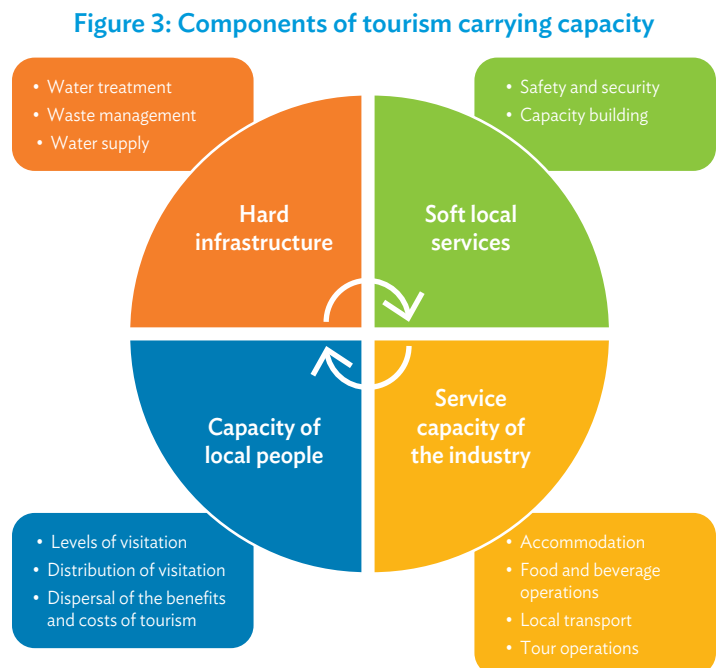 Figure 3: Components of tourism carrying capacity
• Water treatment
• Waste management
• Water supply
• Safety and security
• Capacity building
Hard
infrastructure
Soft local
services
Capacity of
local people
Service
capacity of
the industry
• Levels of visitation
• Distribution of visitation
• Dispersal of the benefits
and costs of tourism
• Accommodation
• Food and beverage
operations
• Local transport
• Tour operations